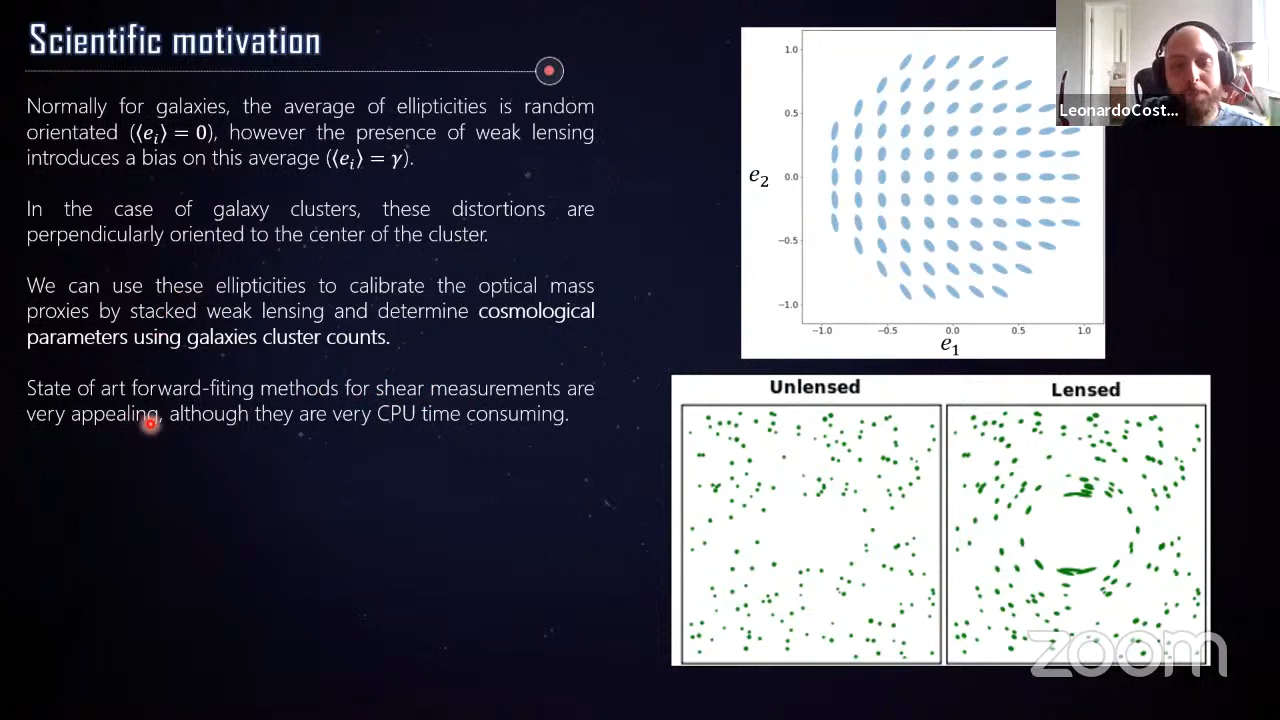 Scientific motivation
Normally for galaxies, the average of ellipticities is random
orientated (⟨e_i⟩ = 0), however the presence of weak lensing
introduces a bias on this average (⟨e_i⟩ = γ).
In the case of galaxy clusters, these distortions are
perpendicularly oriented to the center of the cluster.
We can use these ellipticities to calibrate the optical mass
proxies by stacked weak lensing and determine cosmological
parameters using galaxies cluster counts.
State of art forward-fiting methods for shear measurements are
very appealing, although they are very CPU time consuming.
1.0
0.5
0.0
−0.5
−1.0
e_2
−1.0 −0.5 0.0 0.5 1.0
e_1
LeonardoCost...
Unlensed Lensed
zoom